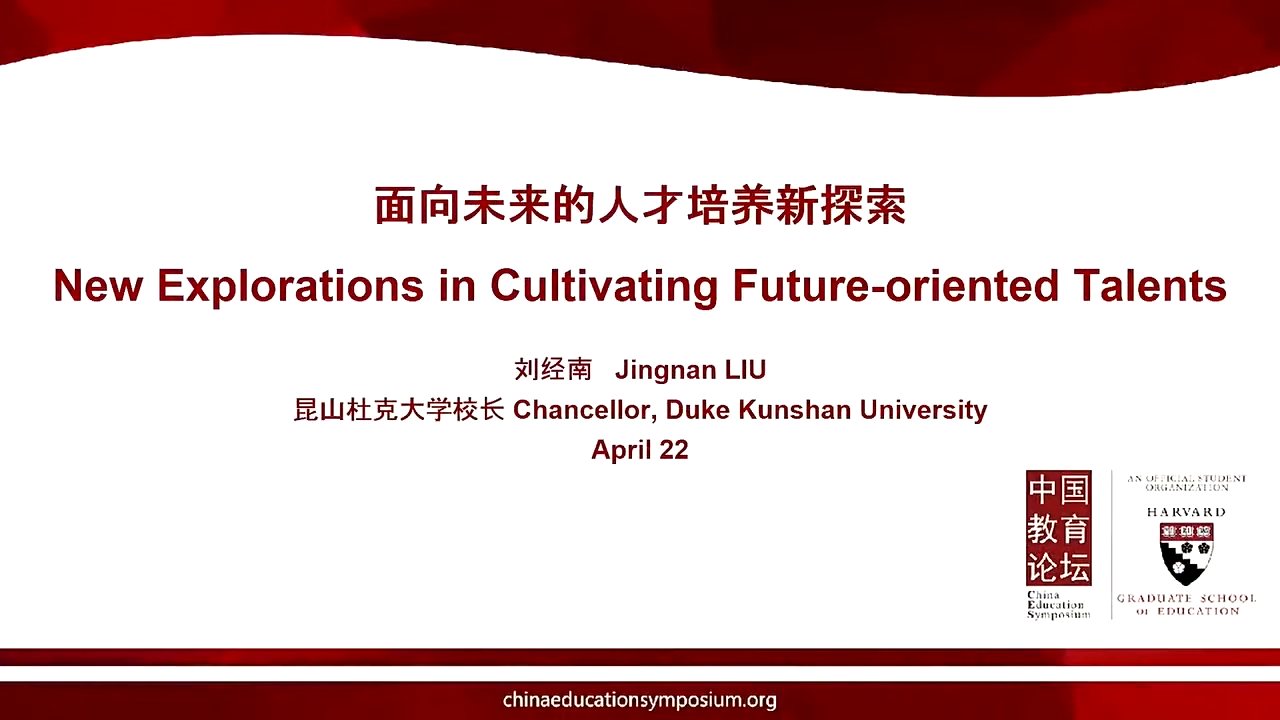 面向未来的人才培养新探索
New Explorations in Cultivating Future-oriented Talents
刘经南 Jingnan LIU
昆山杜克大学校长 Chancellor, Duke Kunshan University
April 22
中国
教育
论坛
China
Education
Symposium
AN OFFICIAL STUDENT
ORGANIZATION
HARVARD
GRADUATE SCHOOL
OF EDUCATION
chinaeducationsymposium.org